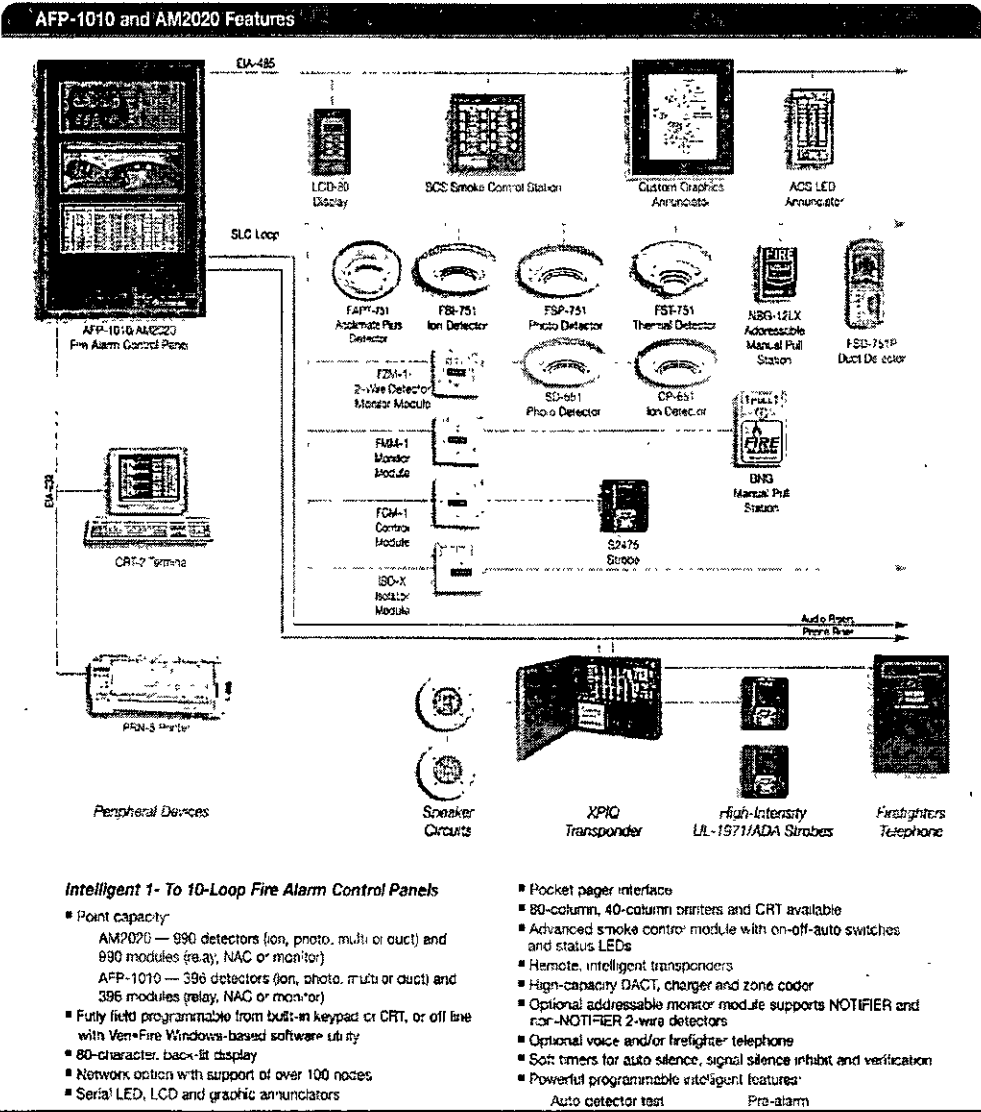 AFP-1010 and AM2020 Features
EIA-485
LCD-80
Display
SCS Smoke Control Station
Custom Graphics
Annunciator
ACS LED
Annunciator
SLC Loop
AFP-1010/AM2020
Fire Alarm Control Panel
FAPT-751
Acclimate Plus
Detector
FSI-751
Ion Detector
FSP-751
Photo Detector
FST-751
Thermal Detector
FIRE
NBG-12LX
Addressable
Manual Pull
Station
FSD-751P
Duct Detector
FZM-1
2-Wire Detector
Monitor Module
SD-651
Photo Detector
CP-651
Ion Detector
FMM-1
Monitor
Module
FIRE
BNG
Manual Pull
Station
EIA-232
CRT-2 Terminal
FCM-1
Control
Module
S2475
Strobe
ISO-X
Isolator
Module
Audio Risers
Phone Riser
PRN-5 Printer
Peripheral Devices
Speaker
Circuits
XPIQ
Transponder
High-Intensity
UL-1971/ADA Strobes
Firefighters
Telephone
Intelligent 1- To 10-Loop Fire Alarm Control Panels
■ Point capacity:
AM2020 — 990 detectors (ion, photo, multi or duct) and
990 modules (relay, NAC or monitor)
AFP-1010 — 396 detectors (ion, photo, multi or duct) and
396 modules (relay, NAC or monitor)
■ Fully field programmable from built-in keypad or CRT, or off line
with Veri•Fire Windows-based software utility
■ 80-character, back-lit display
■ Network option with support of over 100 nodes
■ Serial LED, LCD and graphic annunciators
■ Pocket pager interface
■ 80-column, 40-column printers and CRT available
■ Advanced smoke control module with on-off-auto switches
and status LEDs
■ Remote, intelligent transponders
■ High-capacity DACT, charger and zone coder
■ Optional addressable monitor module supports NOTIFIER and
non-NOTIFIER 2-wire detectors
■ Optional voice and/or firefighter telephone
■ Soft timers for auto silence, signal silence inhibit and verification
■ Powerful programmable intelligent features:
Auto detector test Pre-alarm